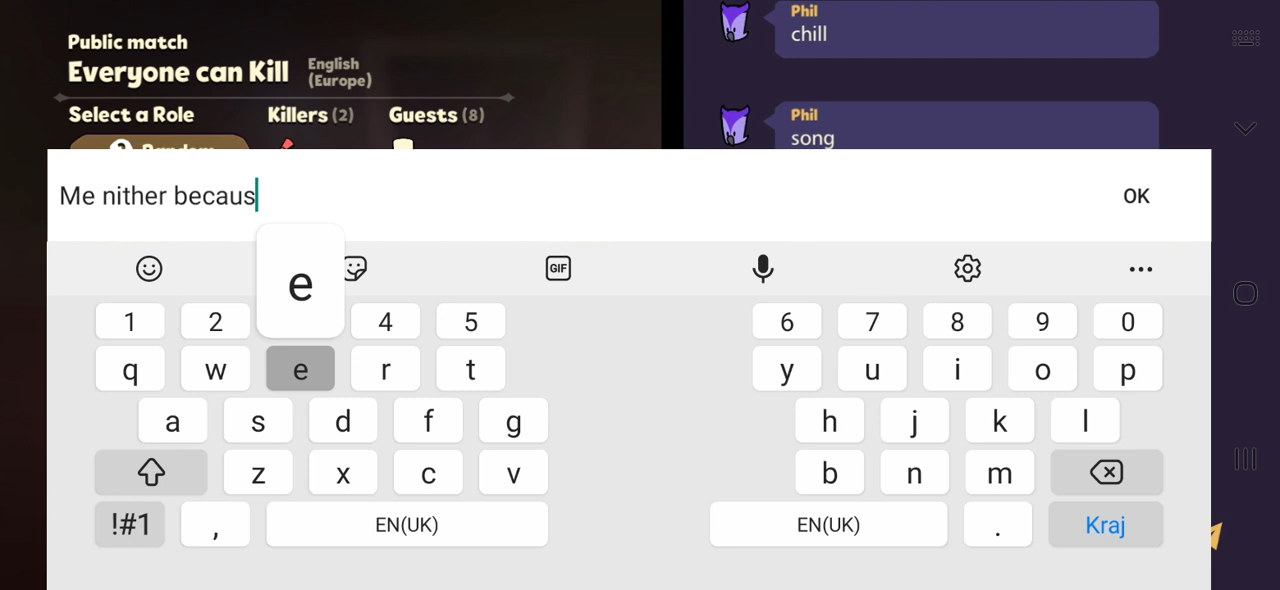 Public match
Everyone can Kill
English
(Europe)
Select a Role
Killers (2)
Guests (8)
Random
Phil
chill
Phil
song
Me nither becaus
OK
e
GIF
1 2 4 5 6 7 8 9 0
q w e r t y u i o p
a s d f g h j k l
z x c v b n m
!#1 , EN(UK) EN(UK) . Kraj